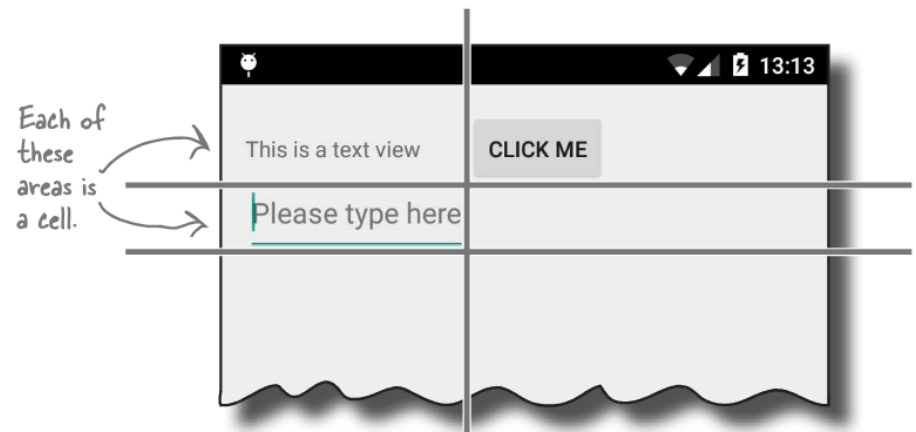 13:13
Each of
these
areas is
a cell.
This is a text view
CLICK ME
Please type here